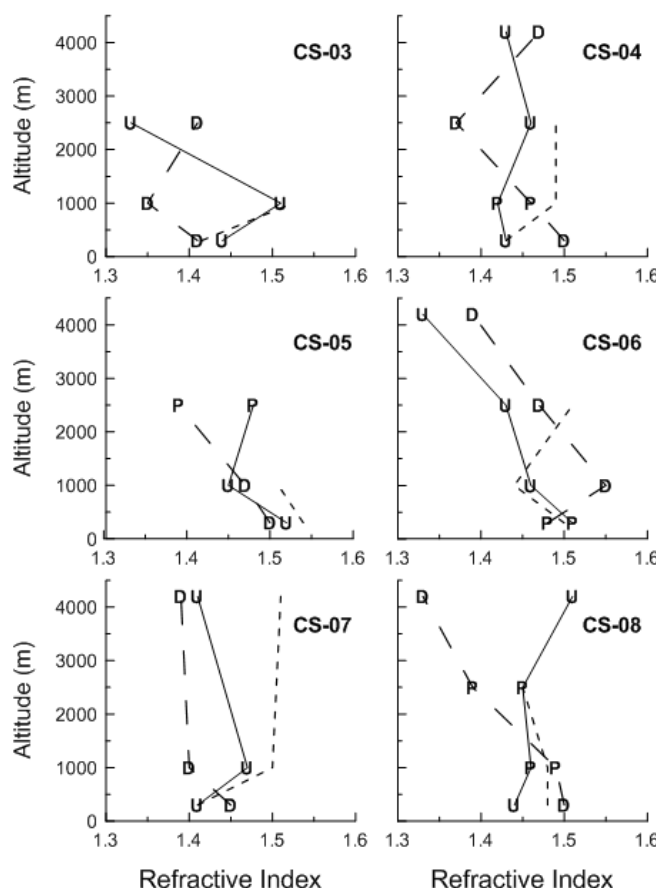 4000 U D
CS-03 CS-04
3000
U D D U
2000
1000 D U P P
D U U D
0
1.3 1.4 1.5 1.6 1.3 1.4 1.5 1.6
Altitude (m)
4000 U D
CS-05 CS-06
3000
P P U D
2000
1000 U D U D
D U P P
0
1.3 1.4 1.5 1.6 1.3 1.4 1.5 1.6
Altitude (m)
4000 D U D U
CS-07 CS-08
3000
P P
2000
1000 D U P P
U D U D
0
1.3 1.4 1.5 1.6 1.3 1.4 1.5 1.6
Altitude (m)
Refractive Index Refractive Index